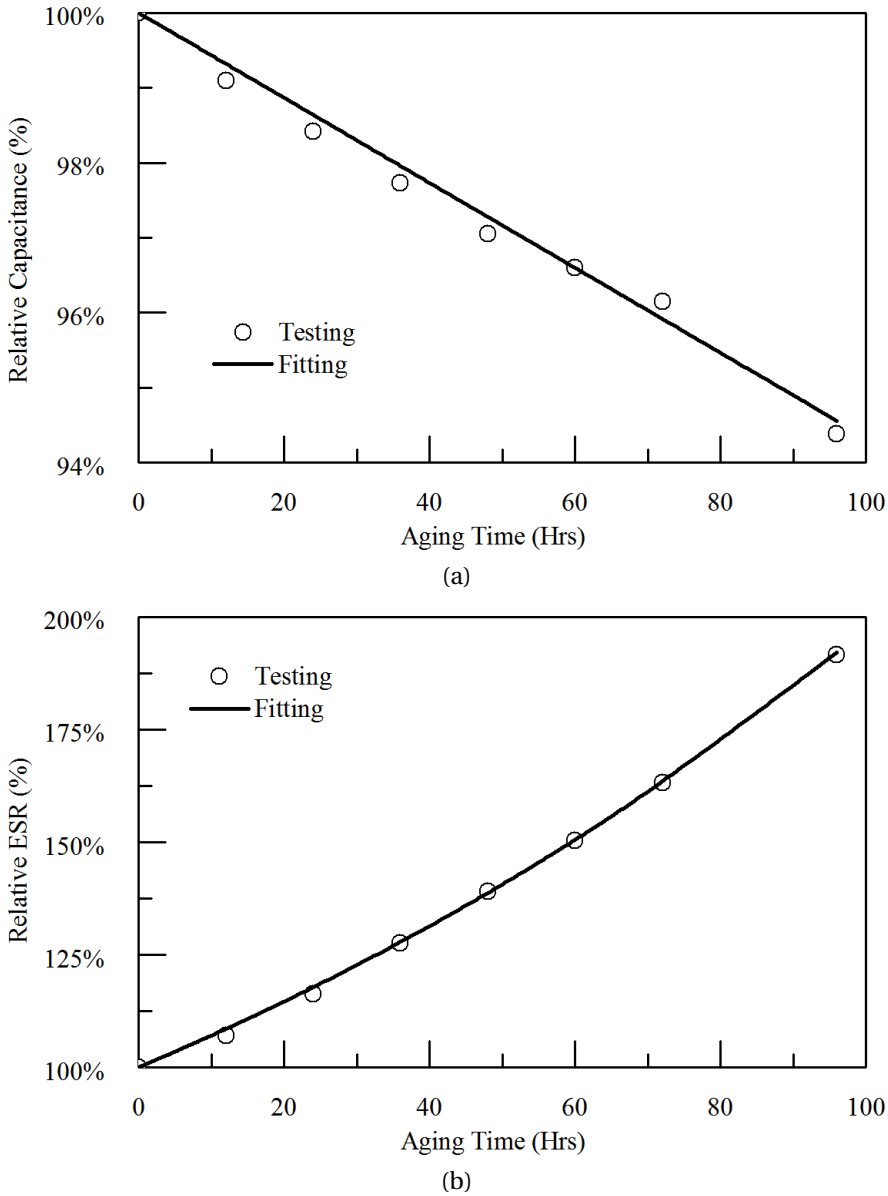 100%
98%
96%
94%
Relative Capacitance (%)
Testing
Fitting
0 20 40 60 80 100
Aging Time (Hrs)
(a)
200%
175%
150%
125%
100%
Relative ESR (%)
Testing
Fitting
0 20 40 60 80 100
Aging Time (Hrs)
(b)